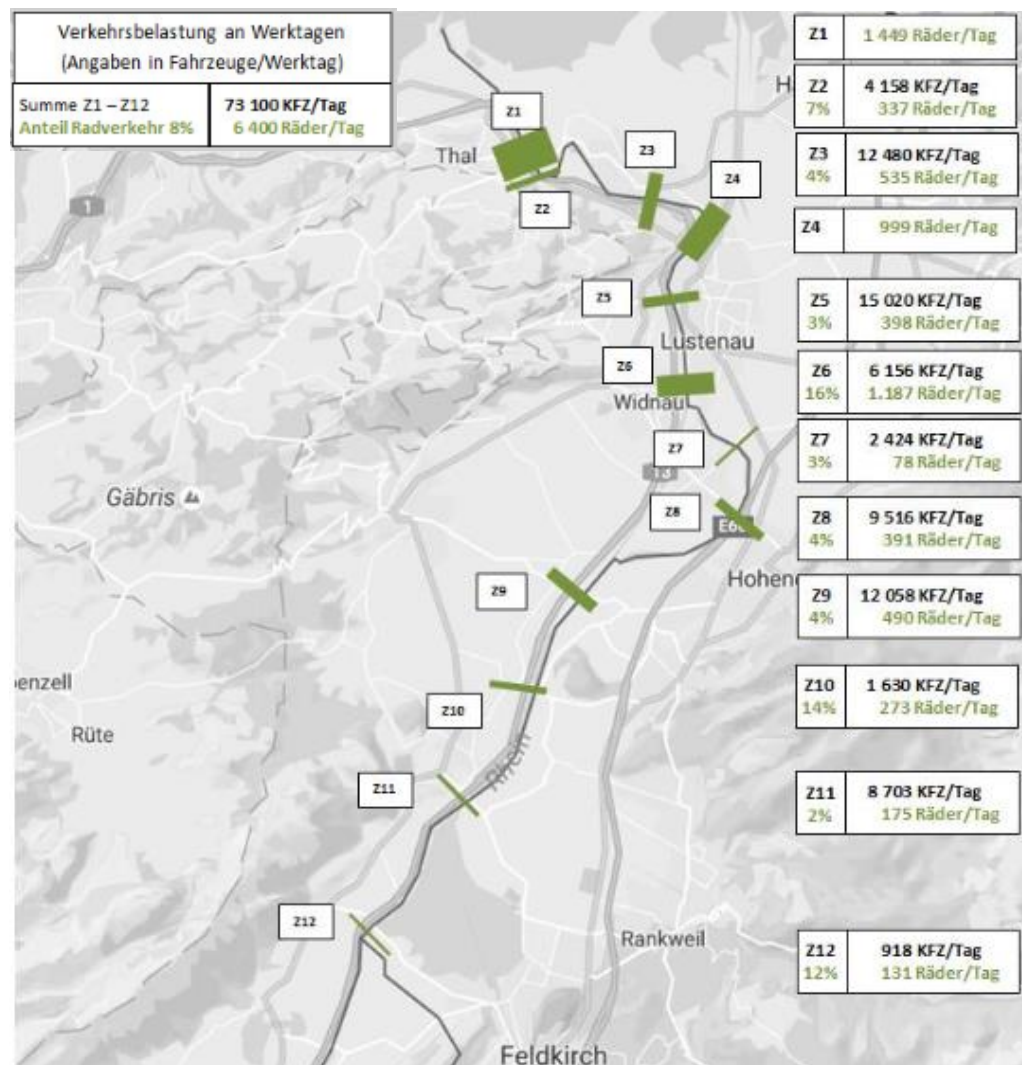 Verkehrsbelastung an Werktagen
(Angaben in Fahrzeuge/Werktag)
Summe Z1 – Z12 73 100 KFZ/Tag
Anteil Radverkehr 8% 6 400 Räder/Tag
Z1 1 449 Räder/Tag
Z2 4 158 KFZ/Tag
7% 337 Räder/Tag
Z3 12 480 KFZ/Tag
4% 535 Räder/Tag
Z4 999 Räder/Tag
Z5 15 020 KFZ/Tag
3% 398 Räder/Tag
Z6 6 156 KFZ/Tag
16% 1.187 Räder/Tag
Z7 2 424 KFZ/Tag
3% 78 Räder/Tag
Z8 9 516 KFZ/Tag
4% 391 Räder/Tag
Z9 12 058 KFZ/Tag
4% 490 Räder/Tag
Z10 1 630 KFZ/Tag
14% 273 Räder/Tag
Z11 8 703 KFZ/Tag
2% 175 Räder/Tag
Z12 918 KFZ/Tag
12% 131 Räder/Tag
Z1
Thal
Z3
Z4
1
Z2
Z5
Lustenau
Z6
Widnau
Z7
13
Gäbris
Z8
Hohen
Z9
enzell
Z10
Rüte
Rhein
Z11
Z12
Rankweil
Feldkirch